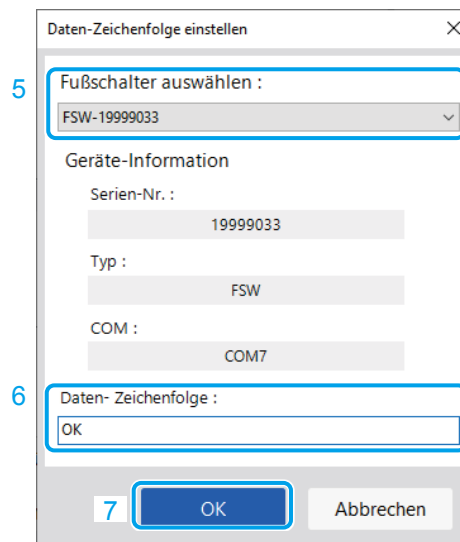 Daten-Zeichenfolge einstellen
5
Fußschalter auswählen :
FSW-19999033
Geräte-Information
Serien-Nr. :
19999033
Typ :
FSW
COM :
COM7
6
Daten- Zeichenfolge :
OK
7 OK Abbrechen